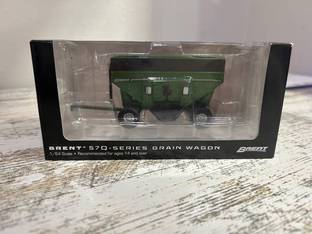 BRENT® 570-SERIES GRAIN WAGON
1/64 Scale • Recommended for ages 14 and over
BRENT